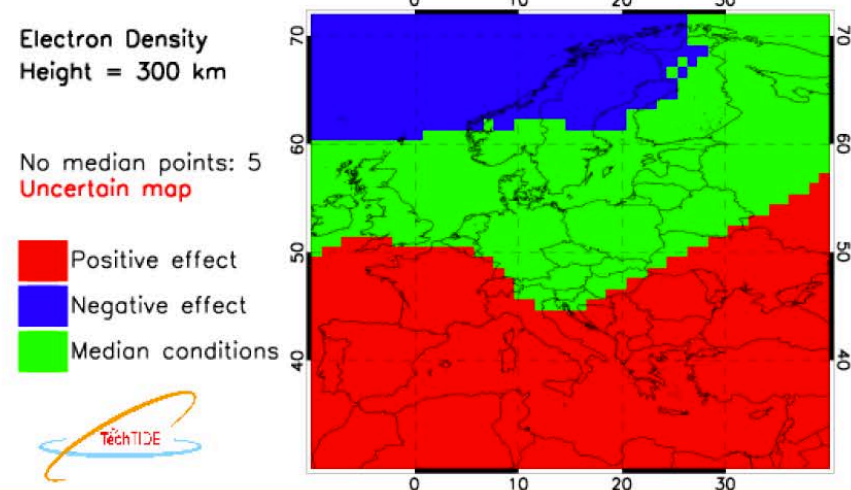 Electron Density
Height = 300 km
No median points: 5
Uncertain map
Positive effect
Negative effect
Median conditions
TechTIDE
0 10 20 30
70 70
60 60
50 50
40 40
0 10 20 30